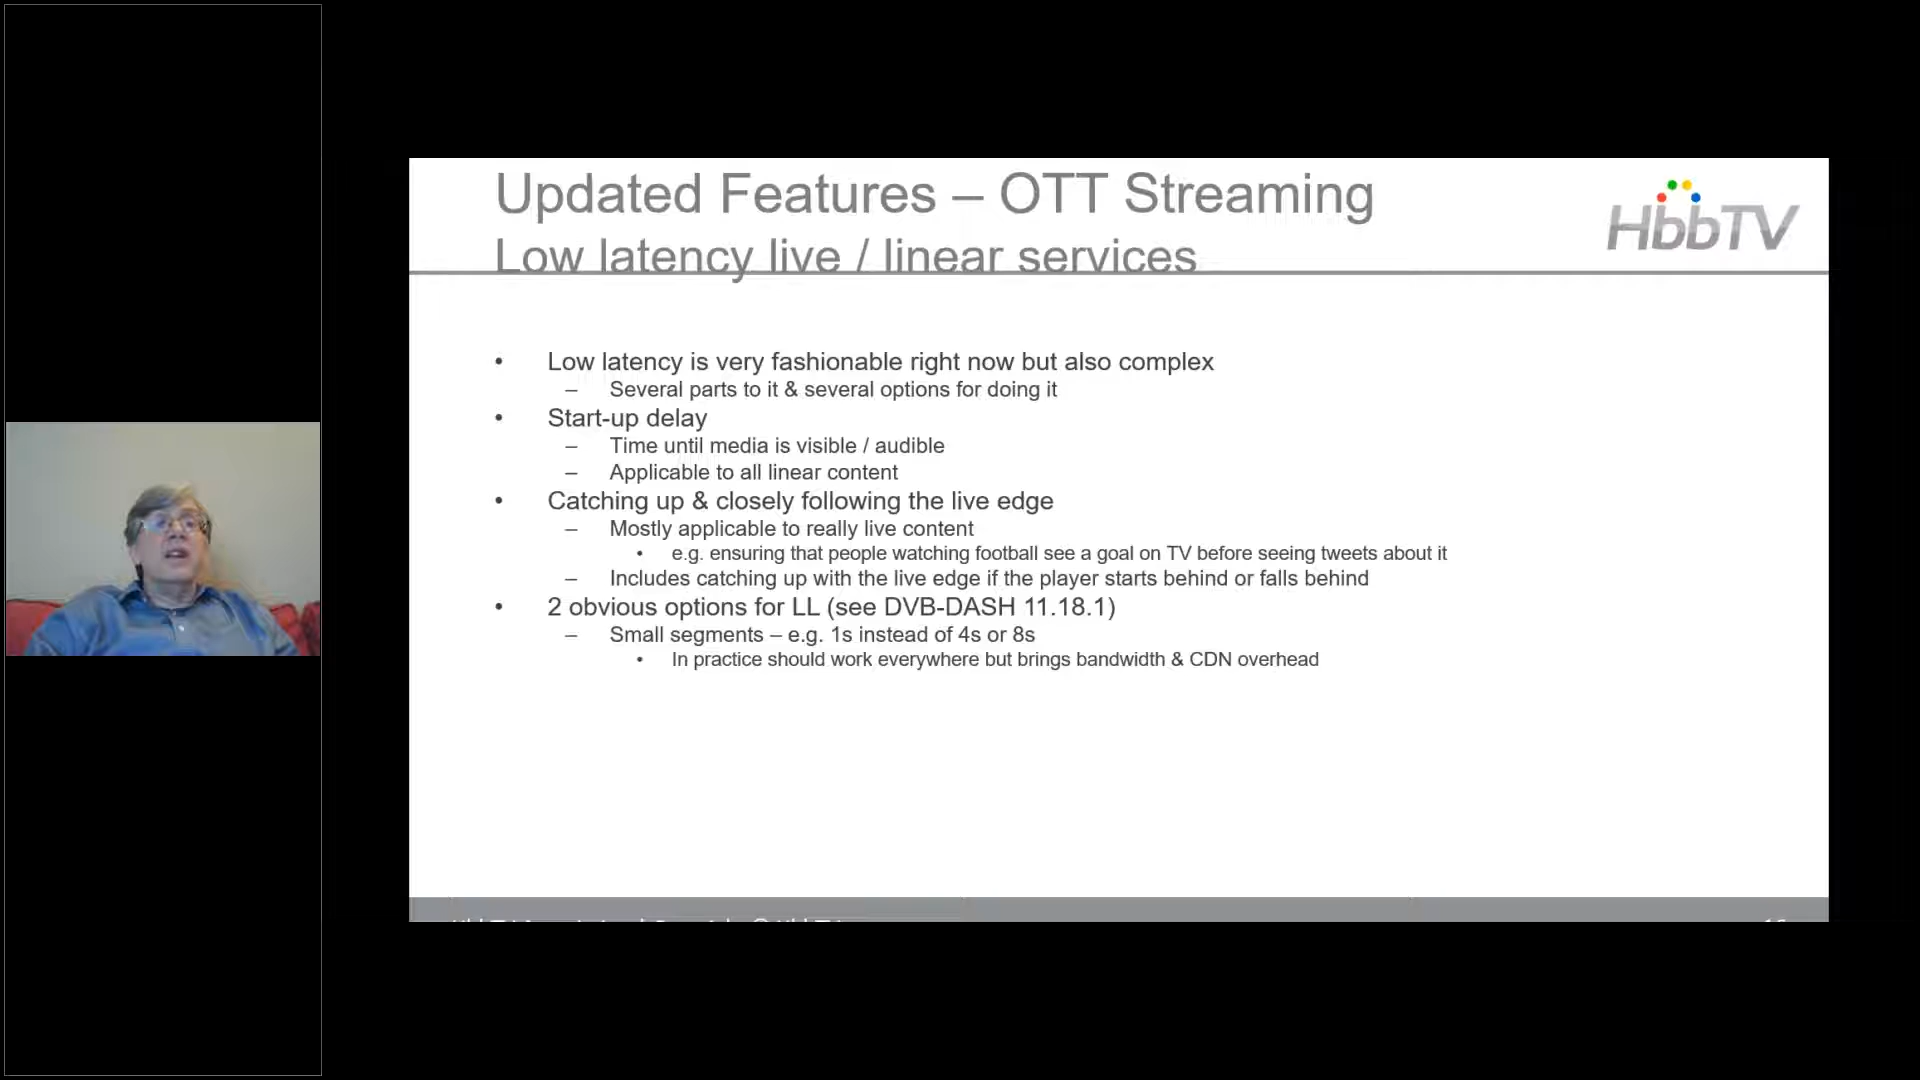 Updated Features – OTT Streaming
Low latency live / linear services
HbbTV
• Low latency is very fashionable right now but also complex
– Several parts to it & several options for doing it
• Start-up delay
– Time until media is visible / audible
– Applicable to all linear content
• Catching up & closely following the live edge
– Mostly applicable to really live content
• e.g. ensuring that people watching football see a goal on TV before seeing tweets about it
– Includes catching up with the live edge if the player starts behind or falls behind
• 2 obvious options for LL (see DVB-DASH 11.18.1)
– Small segments – e.g. 1s instead of 4s or 8s
• In practice should work everywhere but brings bandwidth & CDN overhead